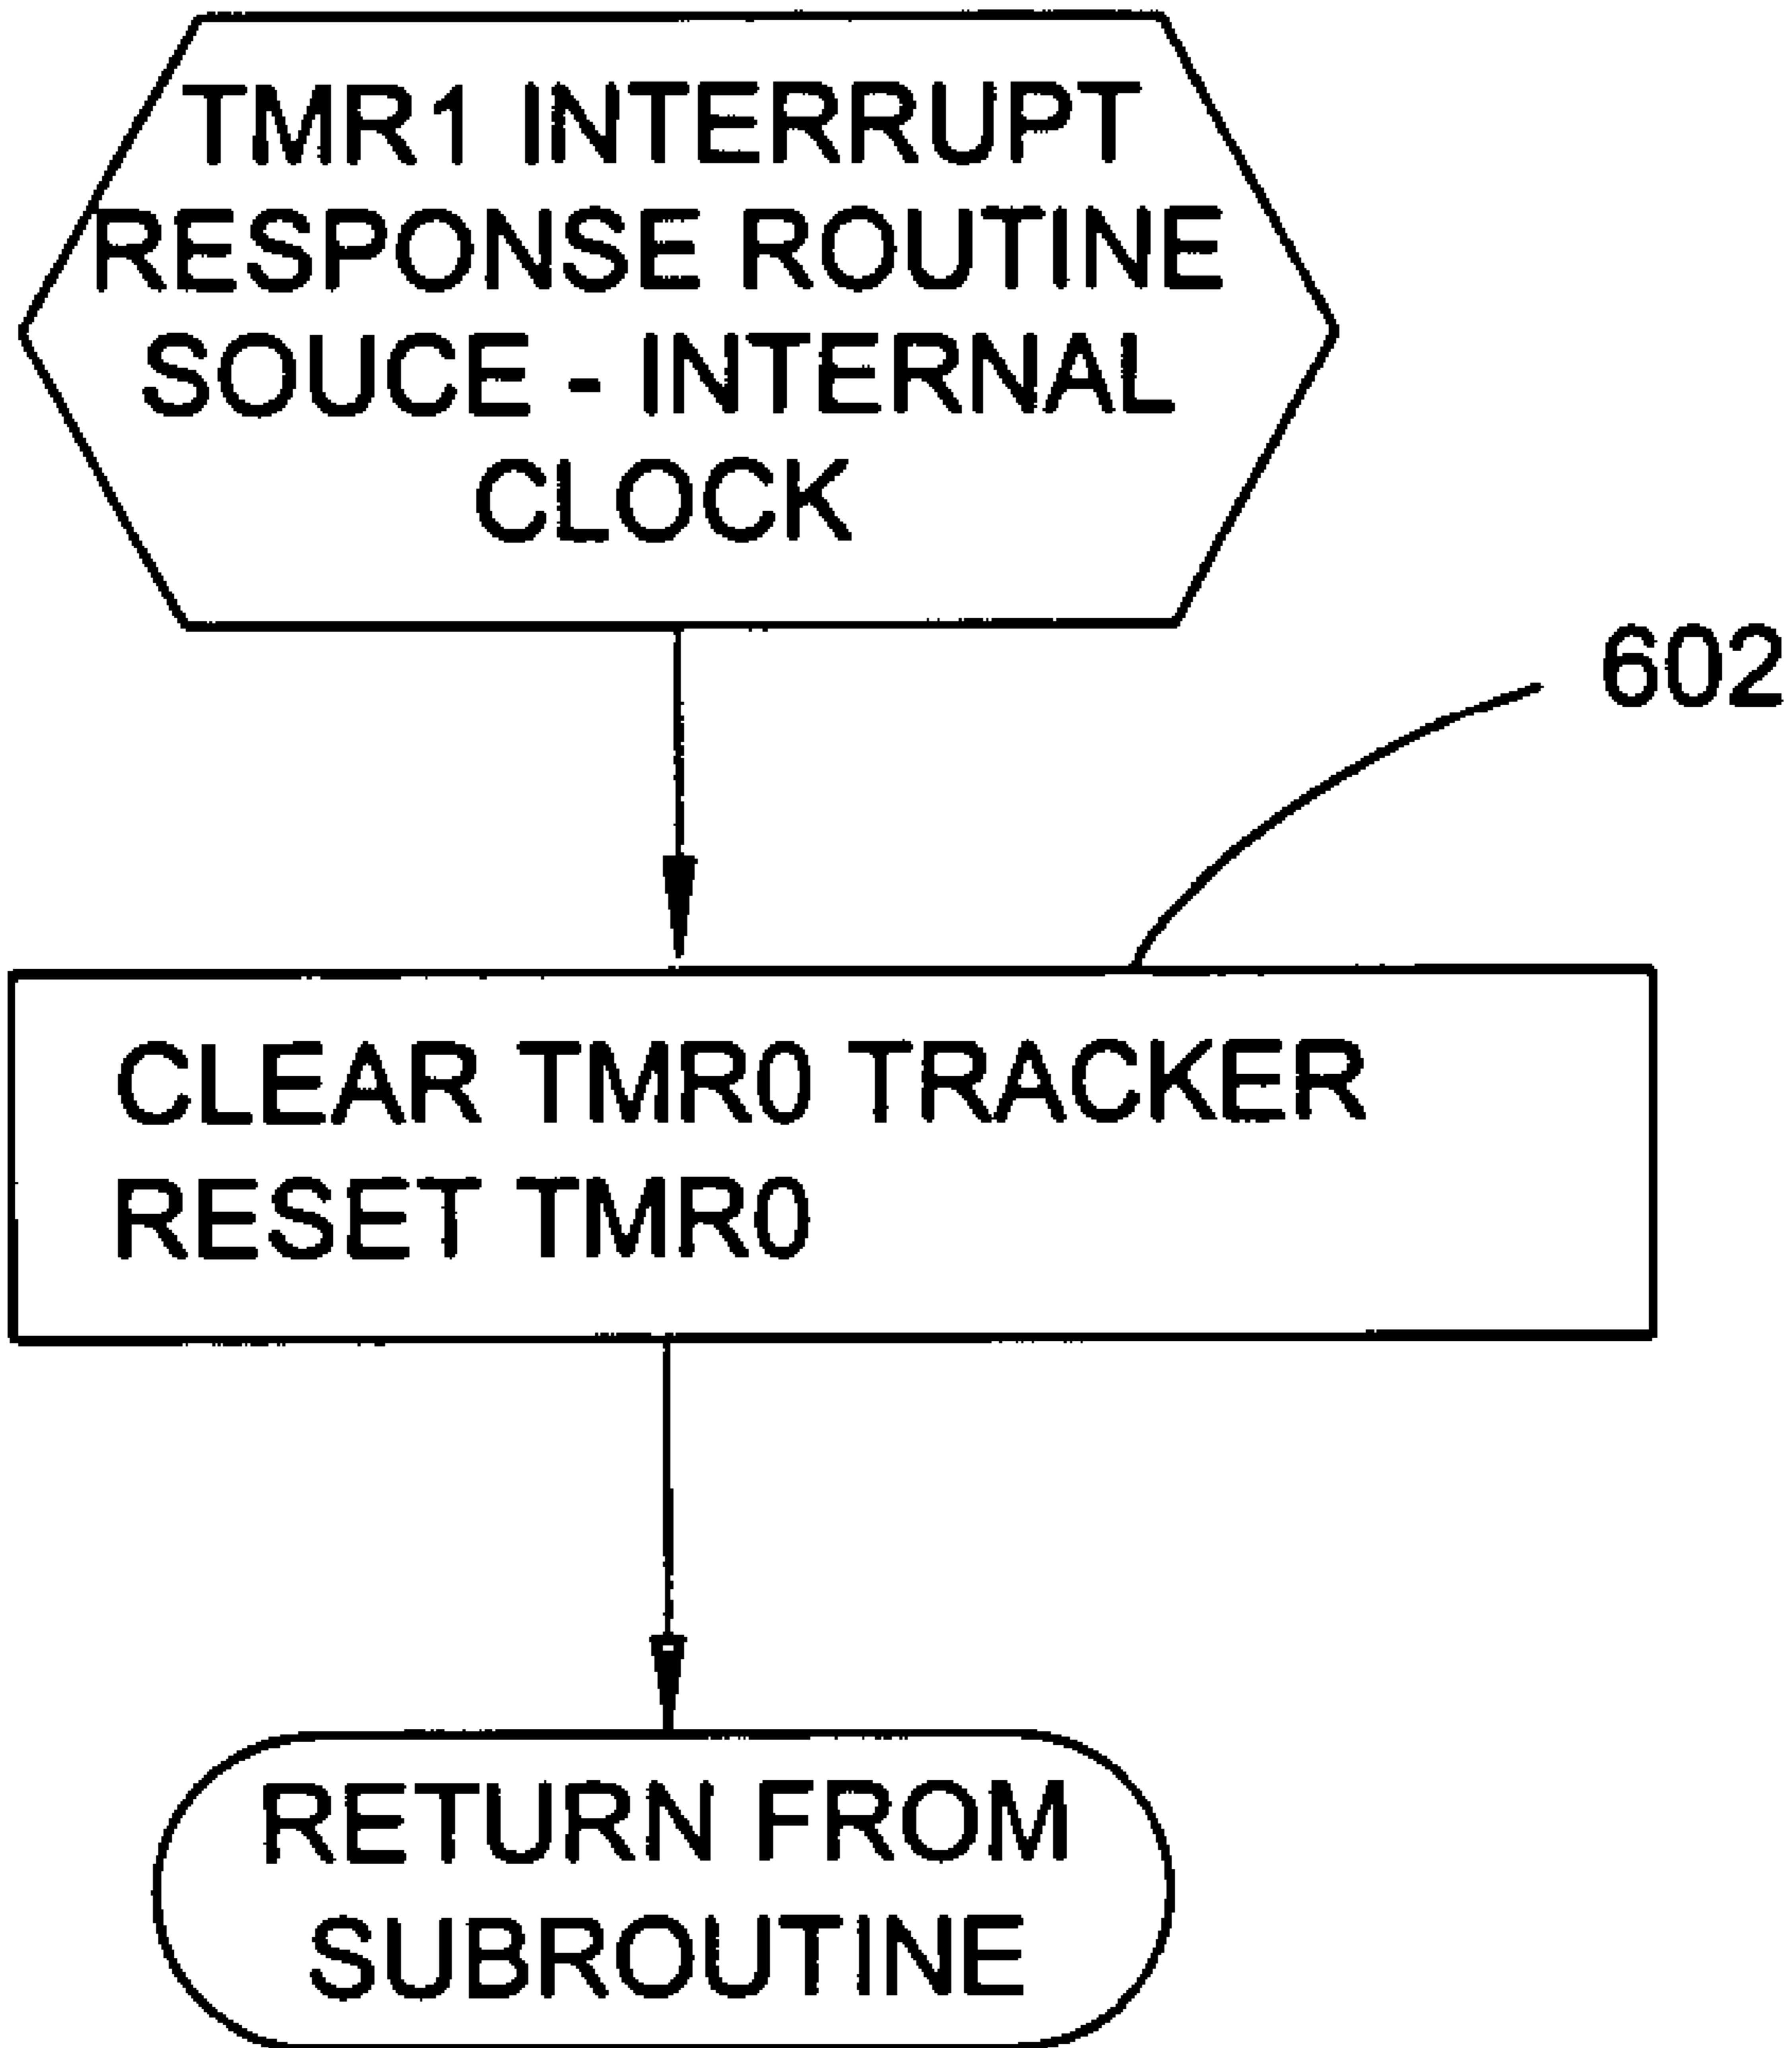 TMR1 INTERRUPT
RESPONSE ROUTINE
SOUCE - INTERNAL
CLOCK
602
CLEAR TMR0 TRACKER
RESET TMR0
RETURN FROM
SUBROUTINE